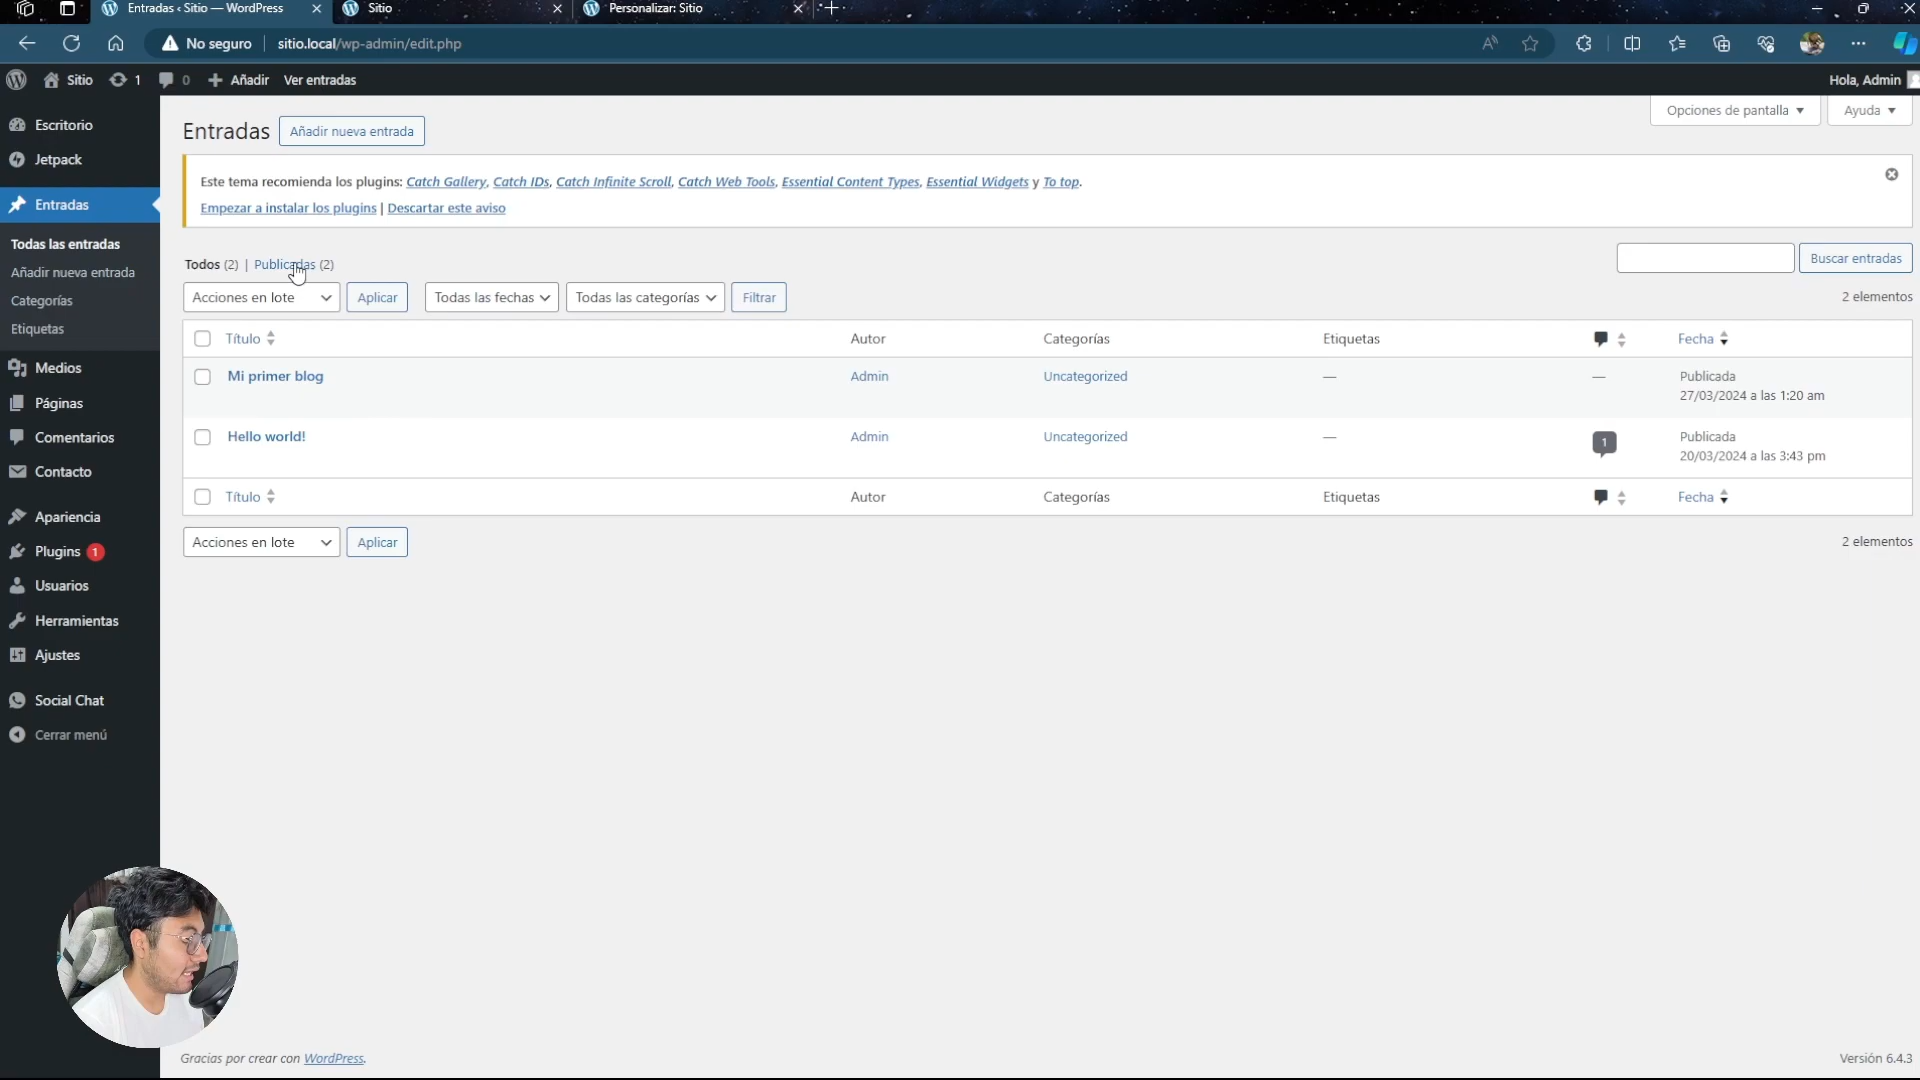 Entradas ‹ Sitio — WordPress
Sitio
Personalizar: Sitio
No seguro
sitio.local/wp-admin/edit.php
Sitio
1
0
Añadir
Ver entradas
Hola, Admin
Escritorio
Jetpack
Entradas
Todas las entradas
Añadir nueva entrada
Categorías
Etiquetas
Medios
Páginas
Comentarios
Contacto
Apariencia
Plugins 1
Usuarios
Herramientas
Ajustes
Social Chat
Cerrar menú
Opciones de pantalla
Ayuda
Entradas
Añadir nueva entrada
Este tema recomienda los plugins: Catch Gallery, Catch IDs, Catch Infinite Scroll, Catch Web Tools, Essential Content Types, Essential Widgets y To top.
Empezar a instalar los plugins | Descartar este aviso
Todos (2) | Publicadas (2)
Buscar entradas
Acciones en lote
Aplicar
Todas las fechas
Todas las categorías
Filtrar
2 elementos
Título Autor Categorías Etiquetas Fecha
Mi primer blog Admin Uncategorized — — Publicada
27/03/2024 a las 1:20 am
Hello world! Admin Uncategorized — 1 Publicada
20/03/2024 a las 3:43 pm
Título Autor Categorías Etiquetas Fecha
Acciones en lote
Aplicar
2 elementos
Gracias por crear con WordPress.
Versión 6.4.3